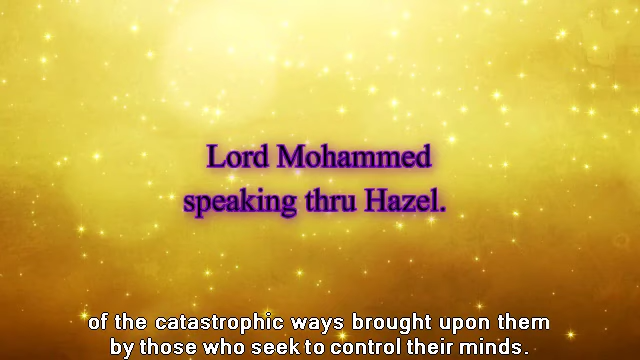 Lord Mohammed
speaking thru Hazel.
of the catastrophic ways brought upon them
by those who seek to control their minds.